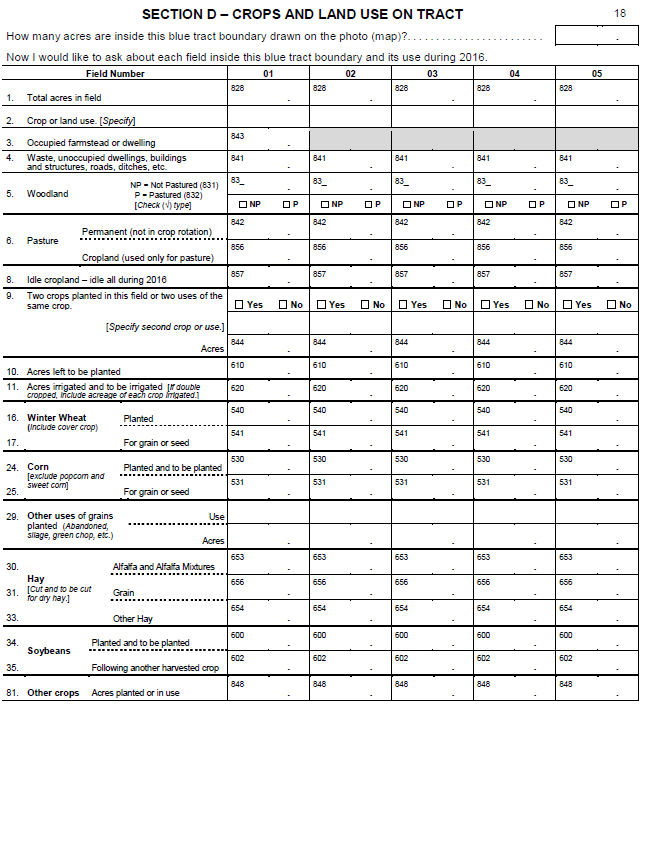 SECTION D – CROPS AND LAND USE ON TRACT 18
How many acres are inside this blue tract boundary drawn on the photo (map)?. . . . . . . . . . . . . . . . . . . . . . . . .
Now I would like to ask about each field inside this blue tract boundary and its use during 2016.
Field Number 01 02 03 04 05
828 828 828 828 828
1. Total acres in field . . . . .
2. Crop or land use. [Specify]
843
3. Occupied farmstead or dwelling .
4. Waste, unoccupied dwellings, buildings 841 841 841 841 841
and structures, roads, ditches, etc. . . . . .
NP = Not Pastured (831) 83_ 83_ 83_ 83_ 83_
5. Woodland P = Pastured (832) . . . . .
[Check (√) type] ☐ NP ☐ P ☐ NP ☐ P ☐ NP ☐ P ☐ NP ☐ P ☐ NP ☐ P
842 842 842 842 842
Permanent (not in crop rotation) . . . . .
6. Pasture
856 856 856 856 856
Cropland (used only for pasture) . . . . .
857 857 857 857 857
8. Idle cropland – idle all during 2016 . . . . .
9. Two crops planted in this field or two uses of the
same crop. ☐ Yes ☐ No ☐ Yes ☐ No ☐ Yes ☐ No ☐ Yes ☐ No ☐ Yes ☐ No
[Specify second crop or use.] . . . . .
844 844 844 844 844
Acres . . . . .
610 610 610 610 610
10. Acres left to be planted . . . . .
11. Acres irrigated and to be irrigated [If double 620 620 620 620 620
cropped, include acreage of each crop irrigated.] . . . . .
540 540 540 540 540
16. Winter Wheat Planted . . . . .
(include cover crop)
541 541 541 541 541
17. For grain or seed . . . . .
530 530 530 530 530
24. Corn Planted and to be planted . . . . .
[exclude popcorn and
sweet corn] 531 531 531 531 531
25. For grain or seed . . . . .
29. Other uses of grains Use
planted (Abandoned,
silage, green chop, etc.) Acres . . . . .
653 653 653 653 653
30. Alfalfa and Alfalfa Mixtures . . . . .
Hay
656 656 656 656 656
31. [Cut and to be cut Grain . . . . .
for dry hay.]
654 654 654 654 654
33. Other Hay . . . . .
600 600 600 600 600
34. Planted and to be planted . . . . .
Soybeans
602 602 602 602 602
35. Following another harvested crop . . . . .
848 848 848 848 848
81. Other crops Acres planted or in use . . . . .